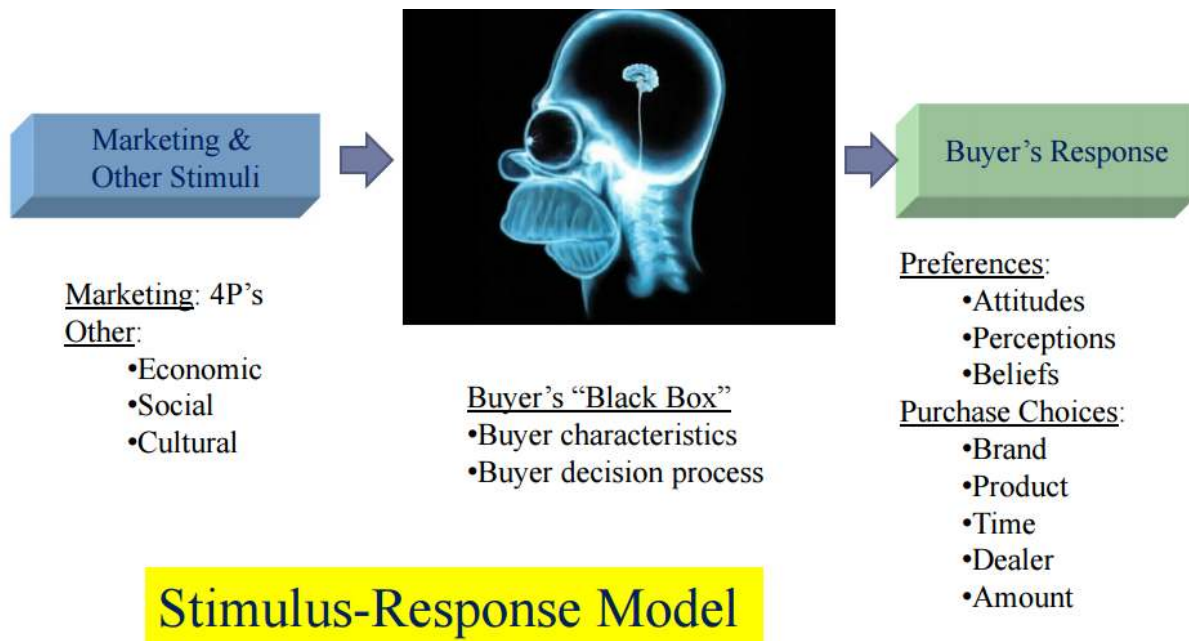 Marketing &
Other Stimuli
Buyer's Response
Marketing: 4P's
Other:
•Economic
•Social
•Cultural
Buyer's “Black Box”
•Buyer characteristics
•Buyer decision process
Preferences:
•Attitudes
•Perceptions
•Beliefs
Purchase Choices:
•Brand
•Product
•Time
•Dealer
•Amount
Stimulus-Response Model